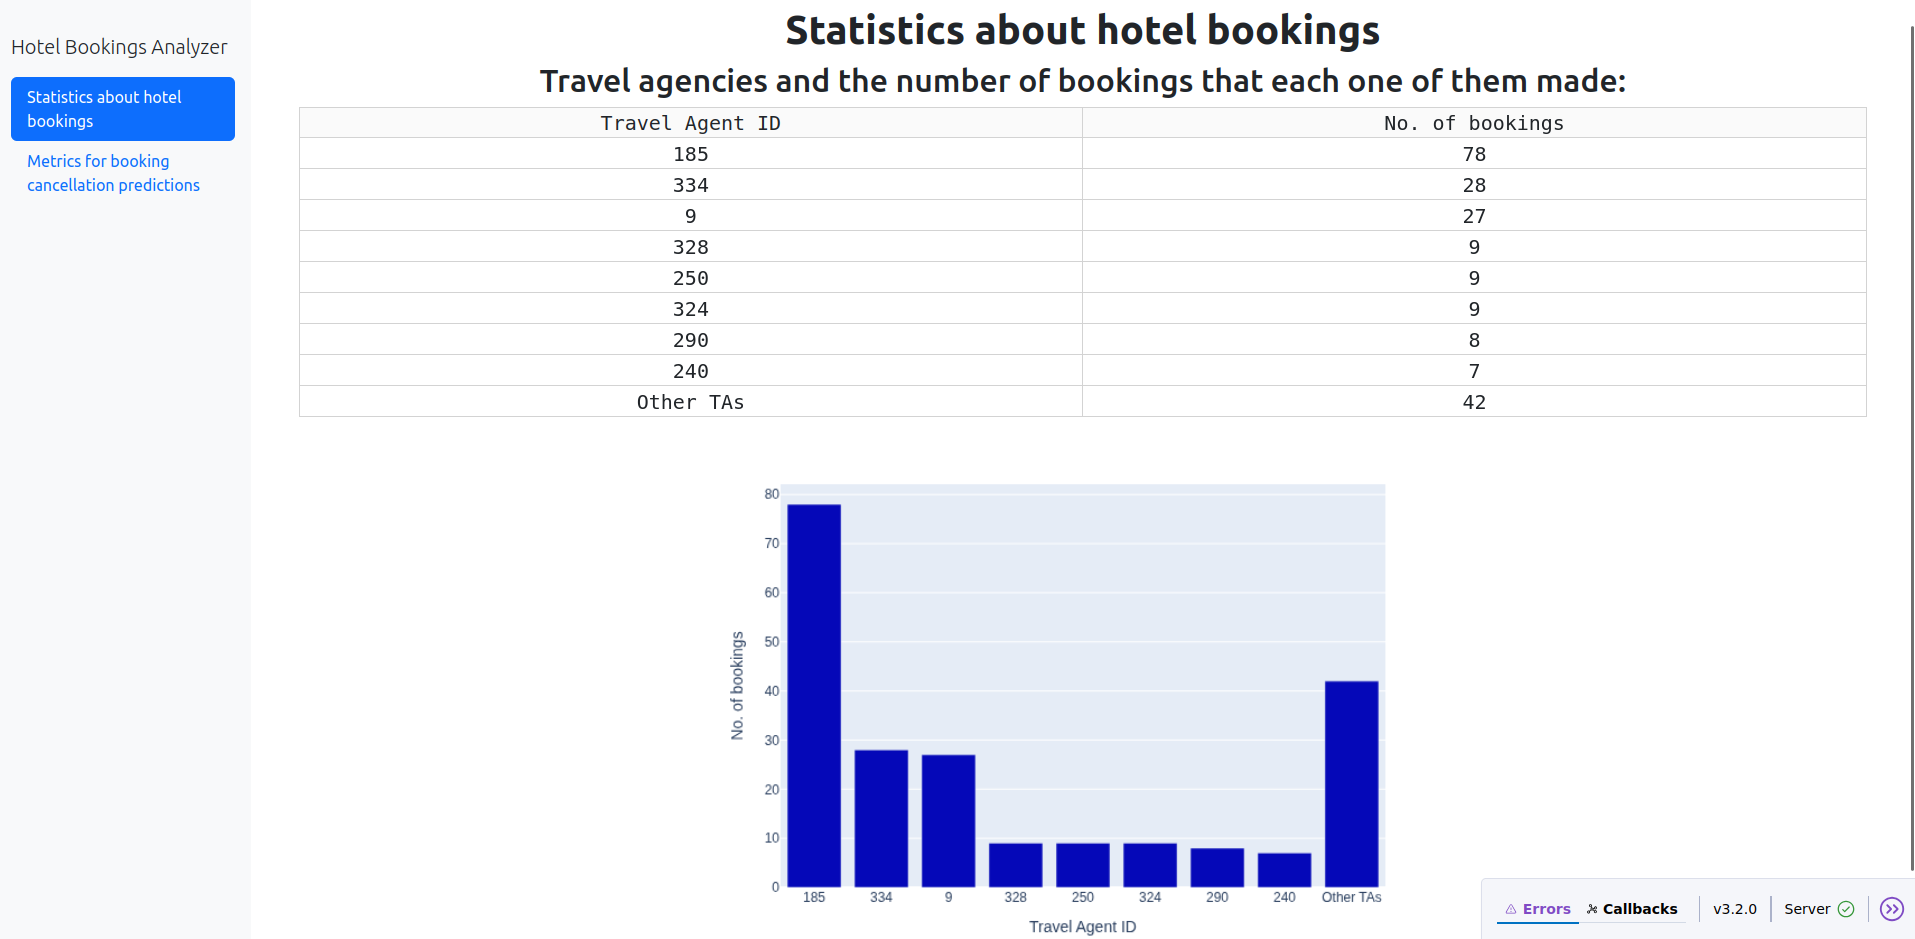 Hotel Bookings Analyzer
Statistics about hotel
bookings
Metrics for booking
cancellation predictions
Statistics about hotel bookings
Travel agencies and the number of bookings that each one of them made:
Travel Agent ID No. of bookings
185 78
334 28
9 27
328 9
250 9
324 9
290 8
240 7
Other TAs 42
No. of bookings
80
70
60
50
40
30
20
10
0
185 334 9 328 250 324 290 240 Other TAs
Travel Agent ID
Errors Callbacks v3.2.0 Server